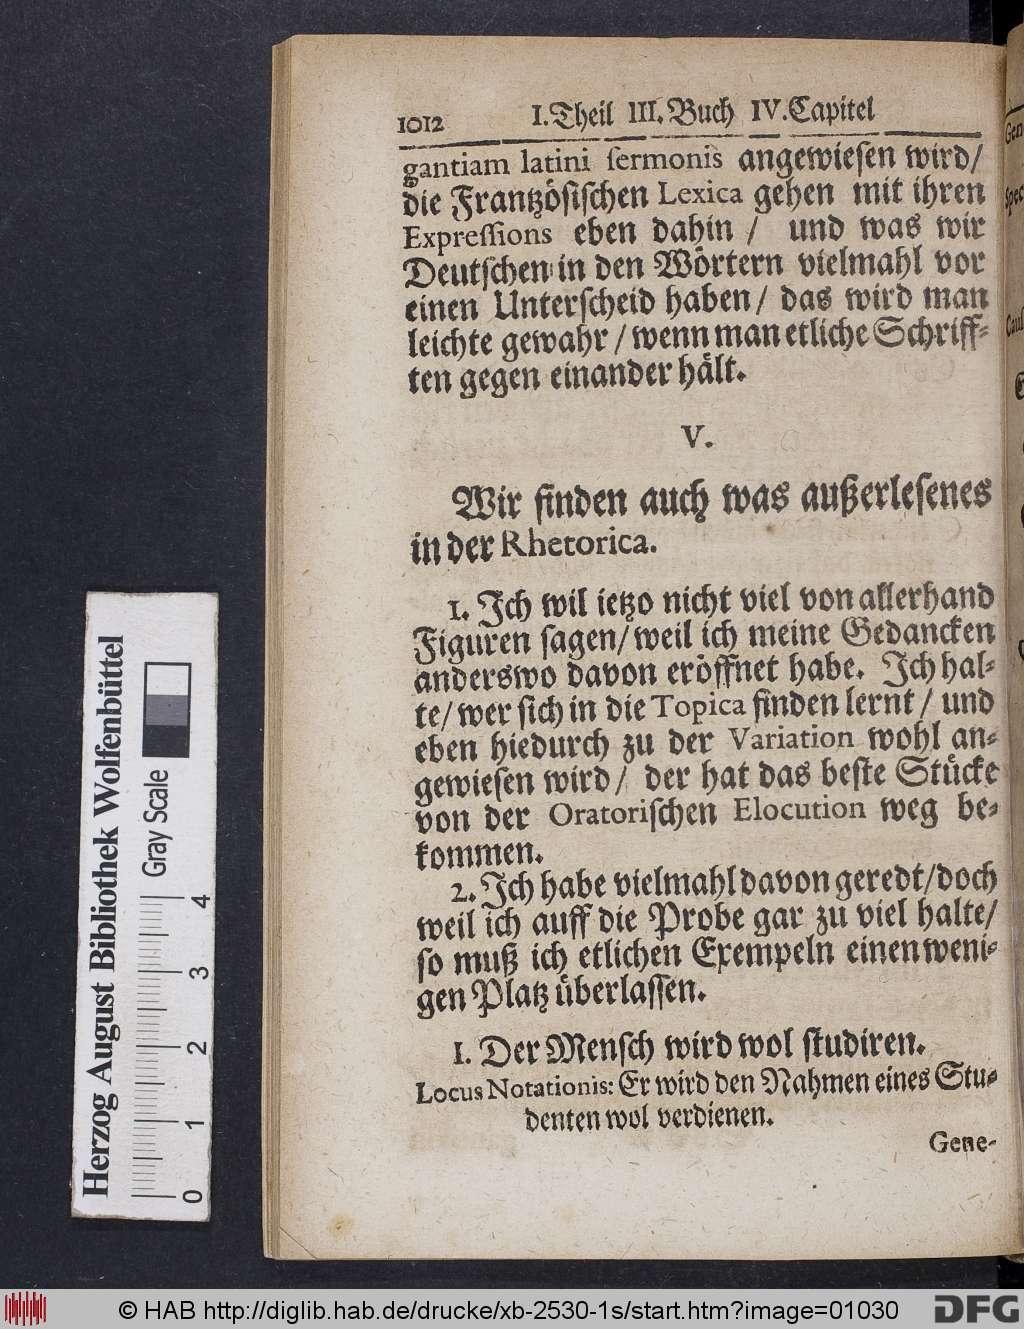 1012 I. Theil III. Buch IV. Capitel
gantiam latini sermonis angewiesen wird/
die Frantzösischen Lexica gehen mit ihren
Expressions eben dahin / und was wir
Deutschen in den Wörtern vielmahl vor
einen Unterscheid haben / das wird man
leichte gewahr / wenn man etliche Schriff-
ten gegen einander hält.
V.
Wir finden auch was außerlesenes
in der Rhetorica.
1. Ich wil ietzo nicht viel von allerhand
Figuren sagen/ weil ich meine Gedancken
anderswo davon eröffnet habe. Ich hal-
te/ wer sich in die Topica finden lernt / und
eben hiedurch zu der Variation wohl an-
gewiesen wird / der hat das beste Stücke
von der Oratorischen Elocution weg be-
kommen.
2. Ich habe vielmahl davon geredt/ doch
weil ich auff die Probe gar zu viel halte/
so muß ich etlichen Exempeln einen weni-
gen Platz überlassen.
I. Der Mensch wird wol studiren.
Locus Notationis: Er wird den Nahmen eines Stu-
denten wol verdienen.
Gene-
Gen
Spec
Cauſ
Herzog August Bibliothek Wolfenbüttel
Gray Scale
0 1 2 3 4
© HAB http://diglib.hab.de/drucke/xb-2530-1s/start.htm?image=01030
DFG